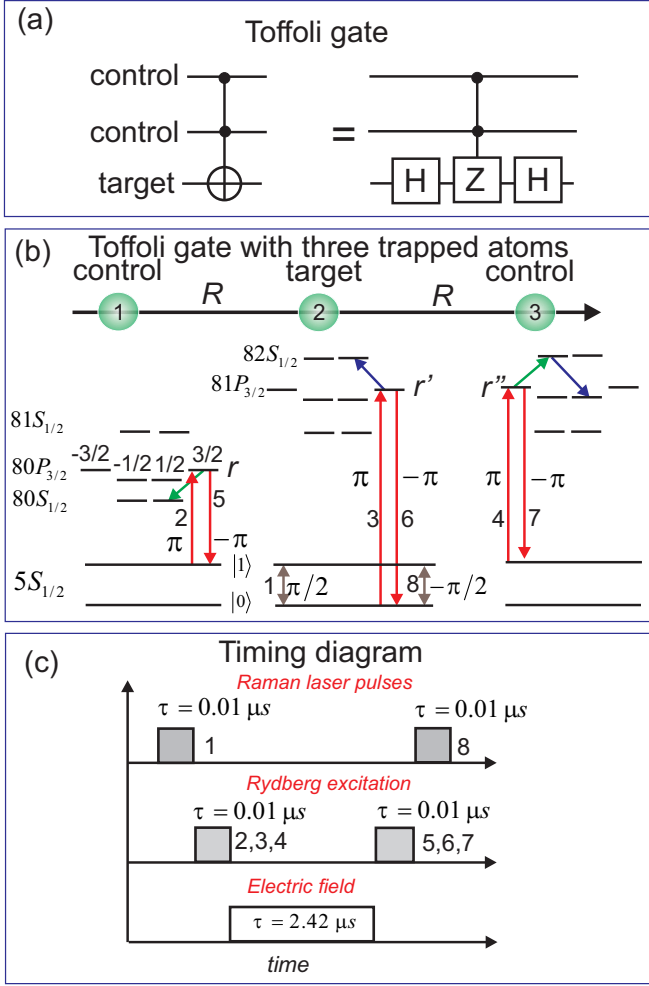 (a)
Toffoli gate
control
control
=
target
H
Z
H
(b)
Toffoli gate with three trapped atoms
control
target
control
R
R
1
2
3
82S1/2
81P3/2
r'
r''
81S1/2
-3/2
80P3/2
-1/2
1/2
3/2
r
80S1/2
2
5
π
-π
π
-π
3
6
π
-π
4
7
|1⟩
5S1/2
1
π/2
8
-π/2
|0⟩
(c)
Timing diagram
Raman laser pulses
τ = 0.01 μs
τ = 0.01 μs
1
8
Rydberg excitation
τ = 0.01 μs
τ = 0.01 μs
2,3,4
5,6,7
Electric field
τ = 2.42 μs
time